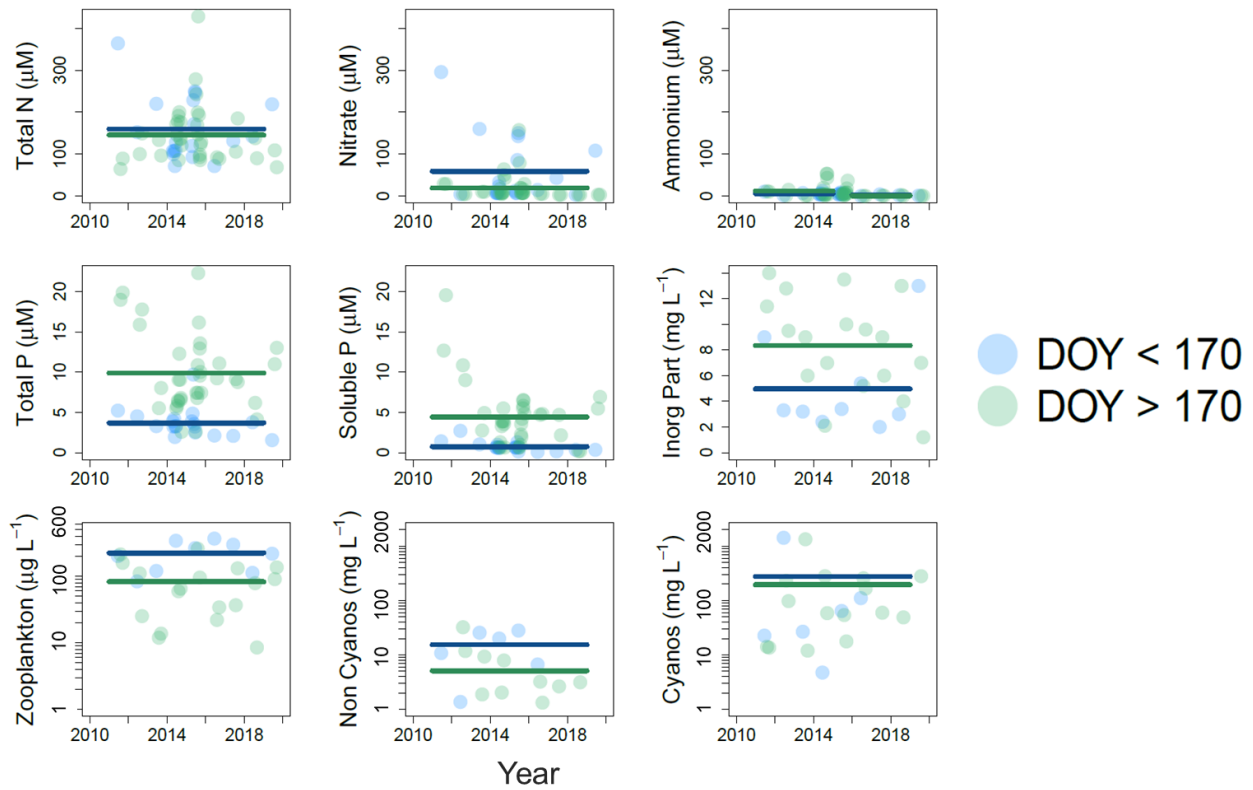 Total N (μM)
300
100
0
2010 2014 2018
Nitrate (μM)
300
100
0
2010 2014 2018
Ammonium (μM)
300
100
0
2010 2014 2018
Total P (μM)
20
15
10
5
0
2010 2014 2018
Soluble P (μM)
20
15
10
5
0
2010 2014 2018
Inorg Part (mg L⁻¹)
12
8
6
4
2
0
2010 2014 2018
DOY < 170
DOY > 170
Zooplankton (μg L⁻¹)
600
100
10
1
2010 2014 2018
Non Cyanos (mg L⁻¹)
2000
100
10
1
2010 2014 2018
Cyanos (mg L⁻¹)
2000
100
10
1
2010 2014 2018
Year